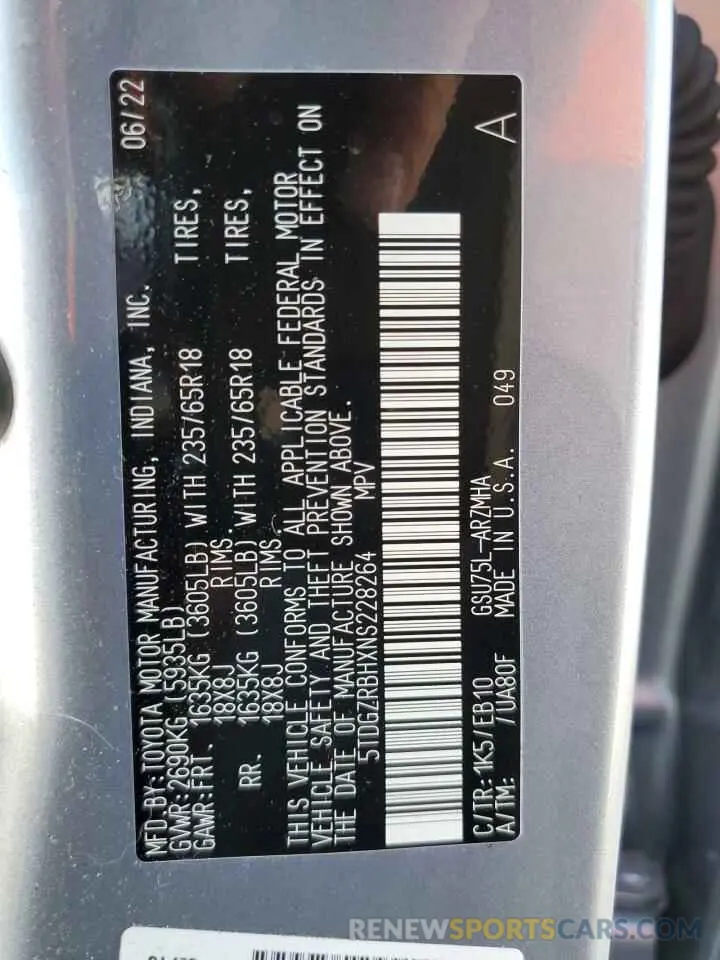 MFD.BY:TOYOTA MOTOR MANUFACTURING, INDIANA, INC. 06/22
GVWR:2690KG (5935LB)
GAWR:FRT. 1635KG (3605LB) WITH 235/65R18 TIRES,
18X8J RIMS.
RR. 1635KG (3605LB) WITH 235/65R18 TIRES,
18X8J RIMS.
THIS VEHICLE CONFORMS TO ALL APPLICABLE FEDERAL MOTOR
VEHICLE SAFETY AND THEFT PREVENTION STANDARDS IN EFFECT ON
THE DATE OF MANUFACTURE SHOWN ABOVE.
5TDGZRBHXNS228264 MPV
C/TR:1K5/EB10 GSU75L-ARZMHA A
A/TM: /UA80F MADE IN U.S.A. 049
RENEWSPORTSCARS.COM